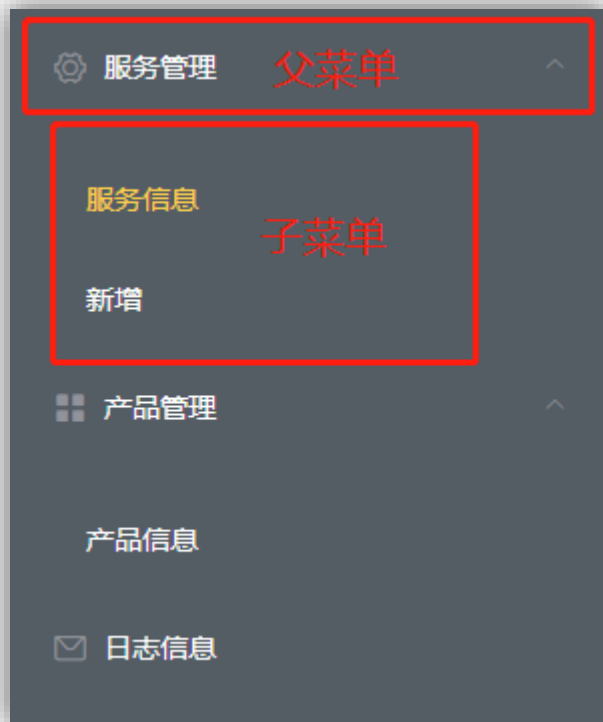 服务管理 父菜单
服务信息
子菜单
新增
产品管理
产品信息
日志信息